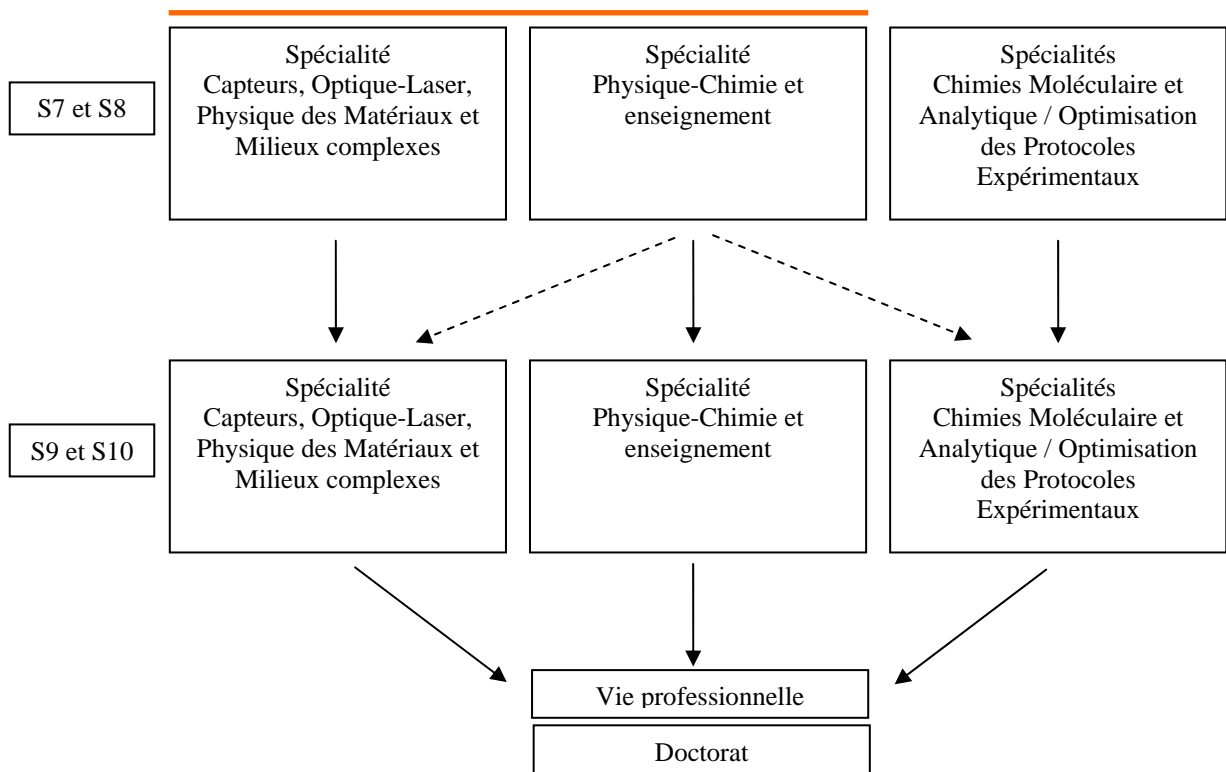 S7 et S8
Spécialité
Capteurs, Optique-Laser,
Physique des Matériaux et
Milieux complexes
Spécialité
Physique-Chimie et
enseignement
Spécialités
Chimies Moléculaire et
Analytique / Optimisation
des Protocoles
Expérimentaux
S9 et S10
Spécialité
Capteurs, Optique-Laser,
Physique des Matériaux et
Milieux complexes
Spécialité
Physique-Chimie et
enseignement
Spécialités
Chimies Moléculaire et
Analytique / Optimisation
des Protocoles
Expérimentaux
Vie professionnelle
Doctorat